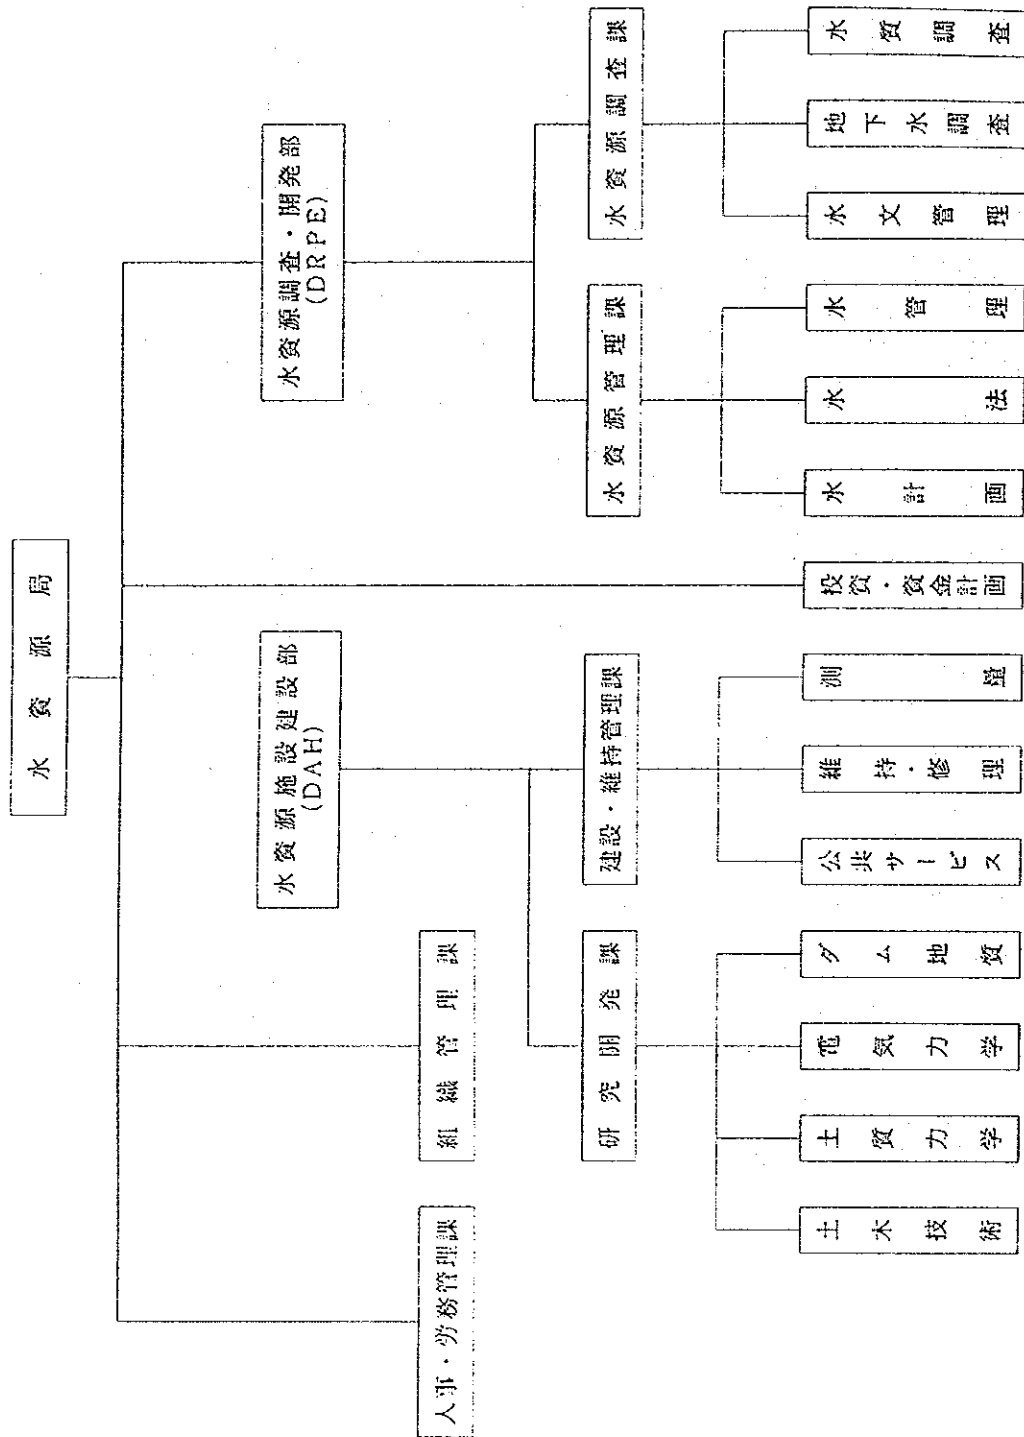 水資源局
人事・労務管理課
組織管理課
水資源施設建設部
(DAH)
水資源調査・開発部
(DRPE)
研究開発課
建設・維持管理課
水資源管理課
水資源調査課
土木技術
土質力学
電気力学
ダム地質
公共サービス
維持・修理
測量
投資・資金計画
水計画
水法
水管理
水文管理
地下水調査
水質調査